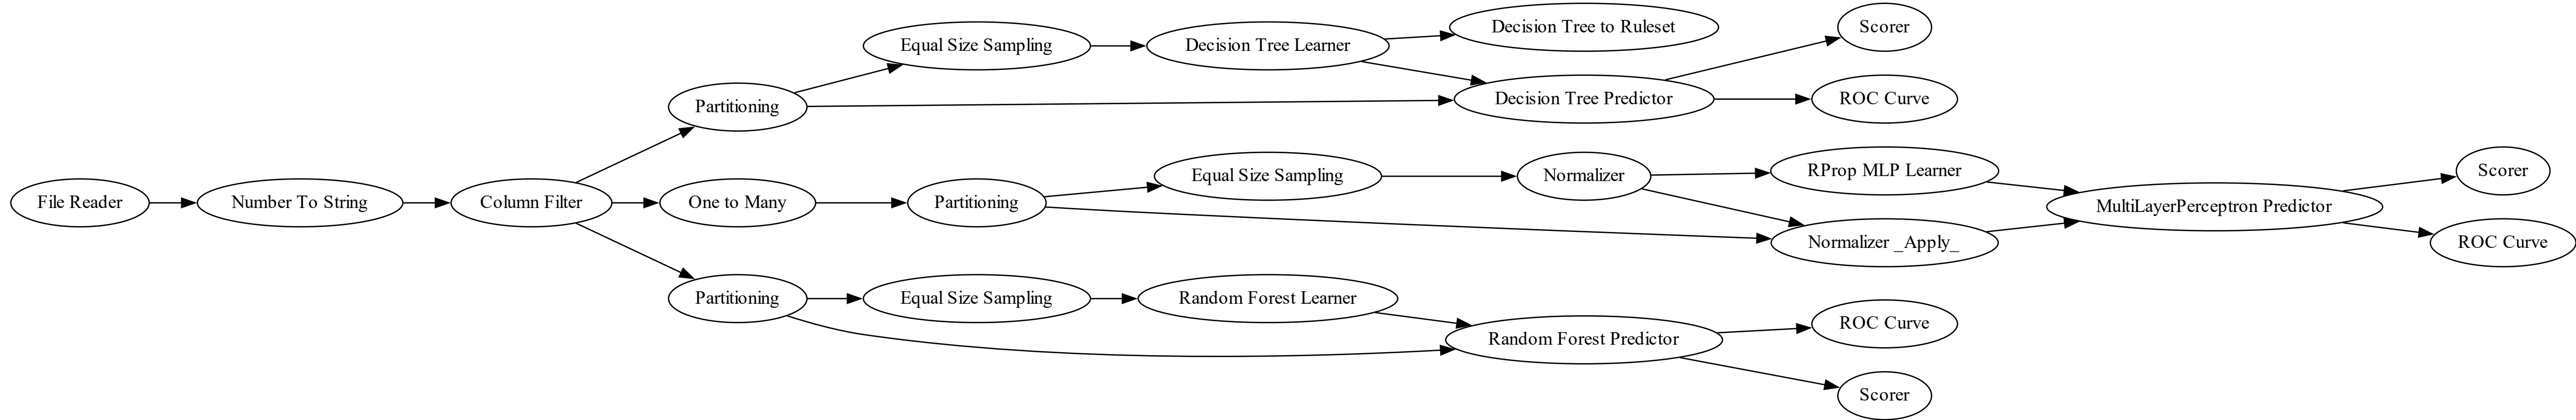 File Reader
Number To String
Column Filter
Partitioning
Equal Size Sampling
Decision Tree Learner
Decision Tree to Ruleset
Decision Tree Predictor
Scorer
ROC Curve
One to Many
Partitioning
Equal Size Sampling
Normalizer
RProp MLP Learner
Normalizer _Apply_
MultiLayerPerceptron Predictor
Scorer
ROC Curve
Partitioning
Equal Size Sampling
Random Forest Learner
Random Forest Predictor
ROC Curve
Scorer